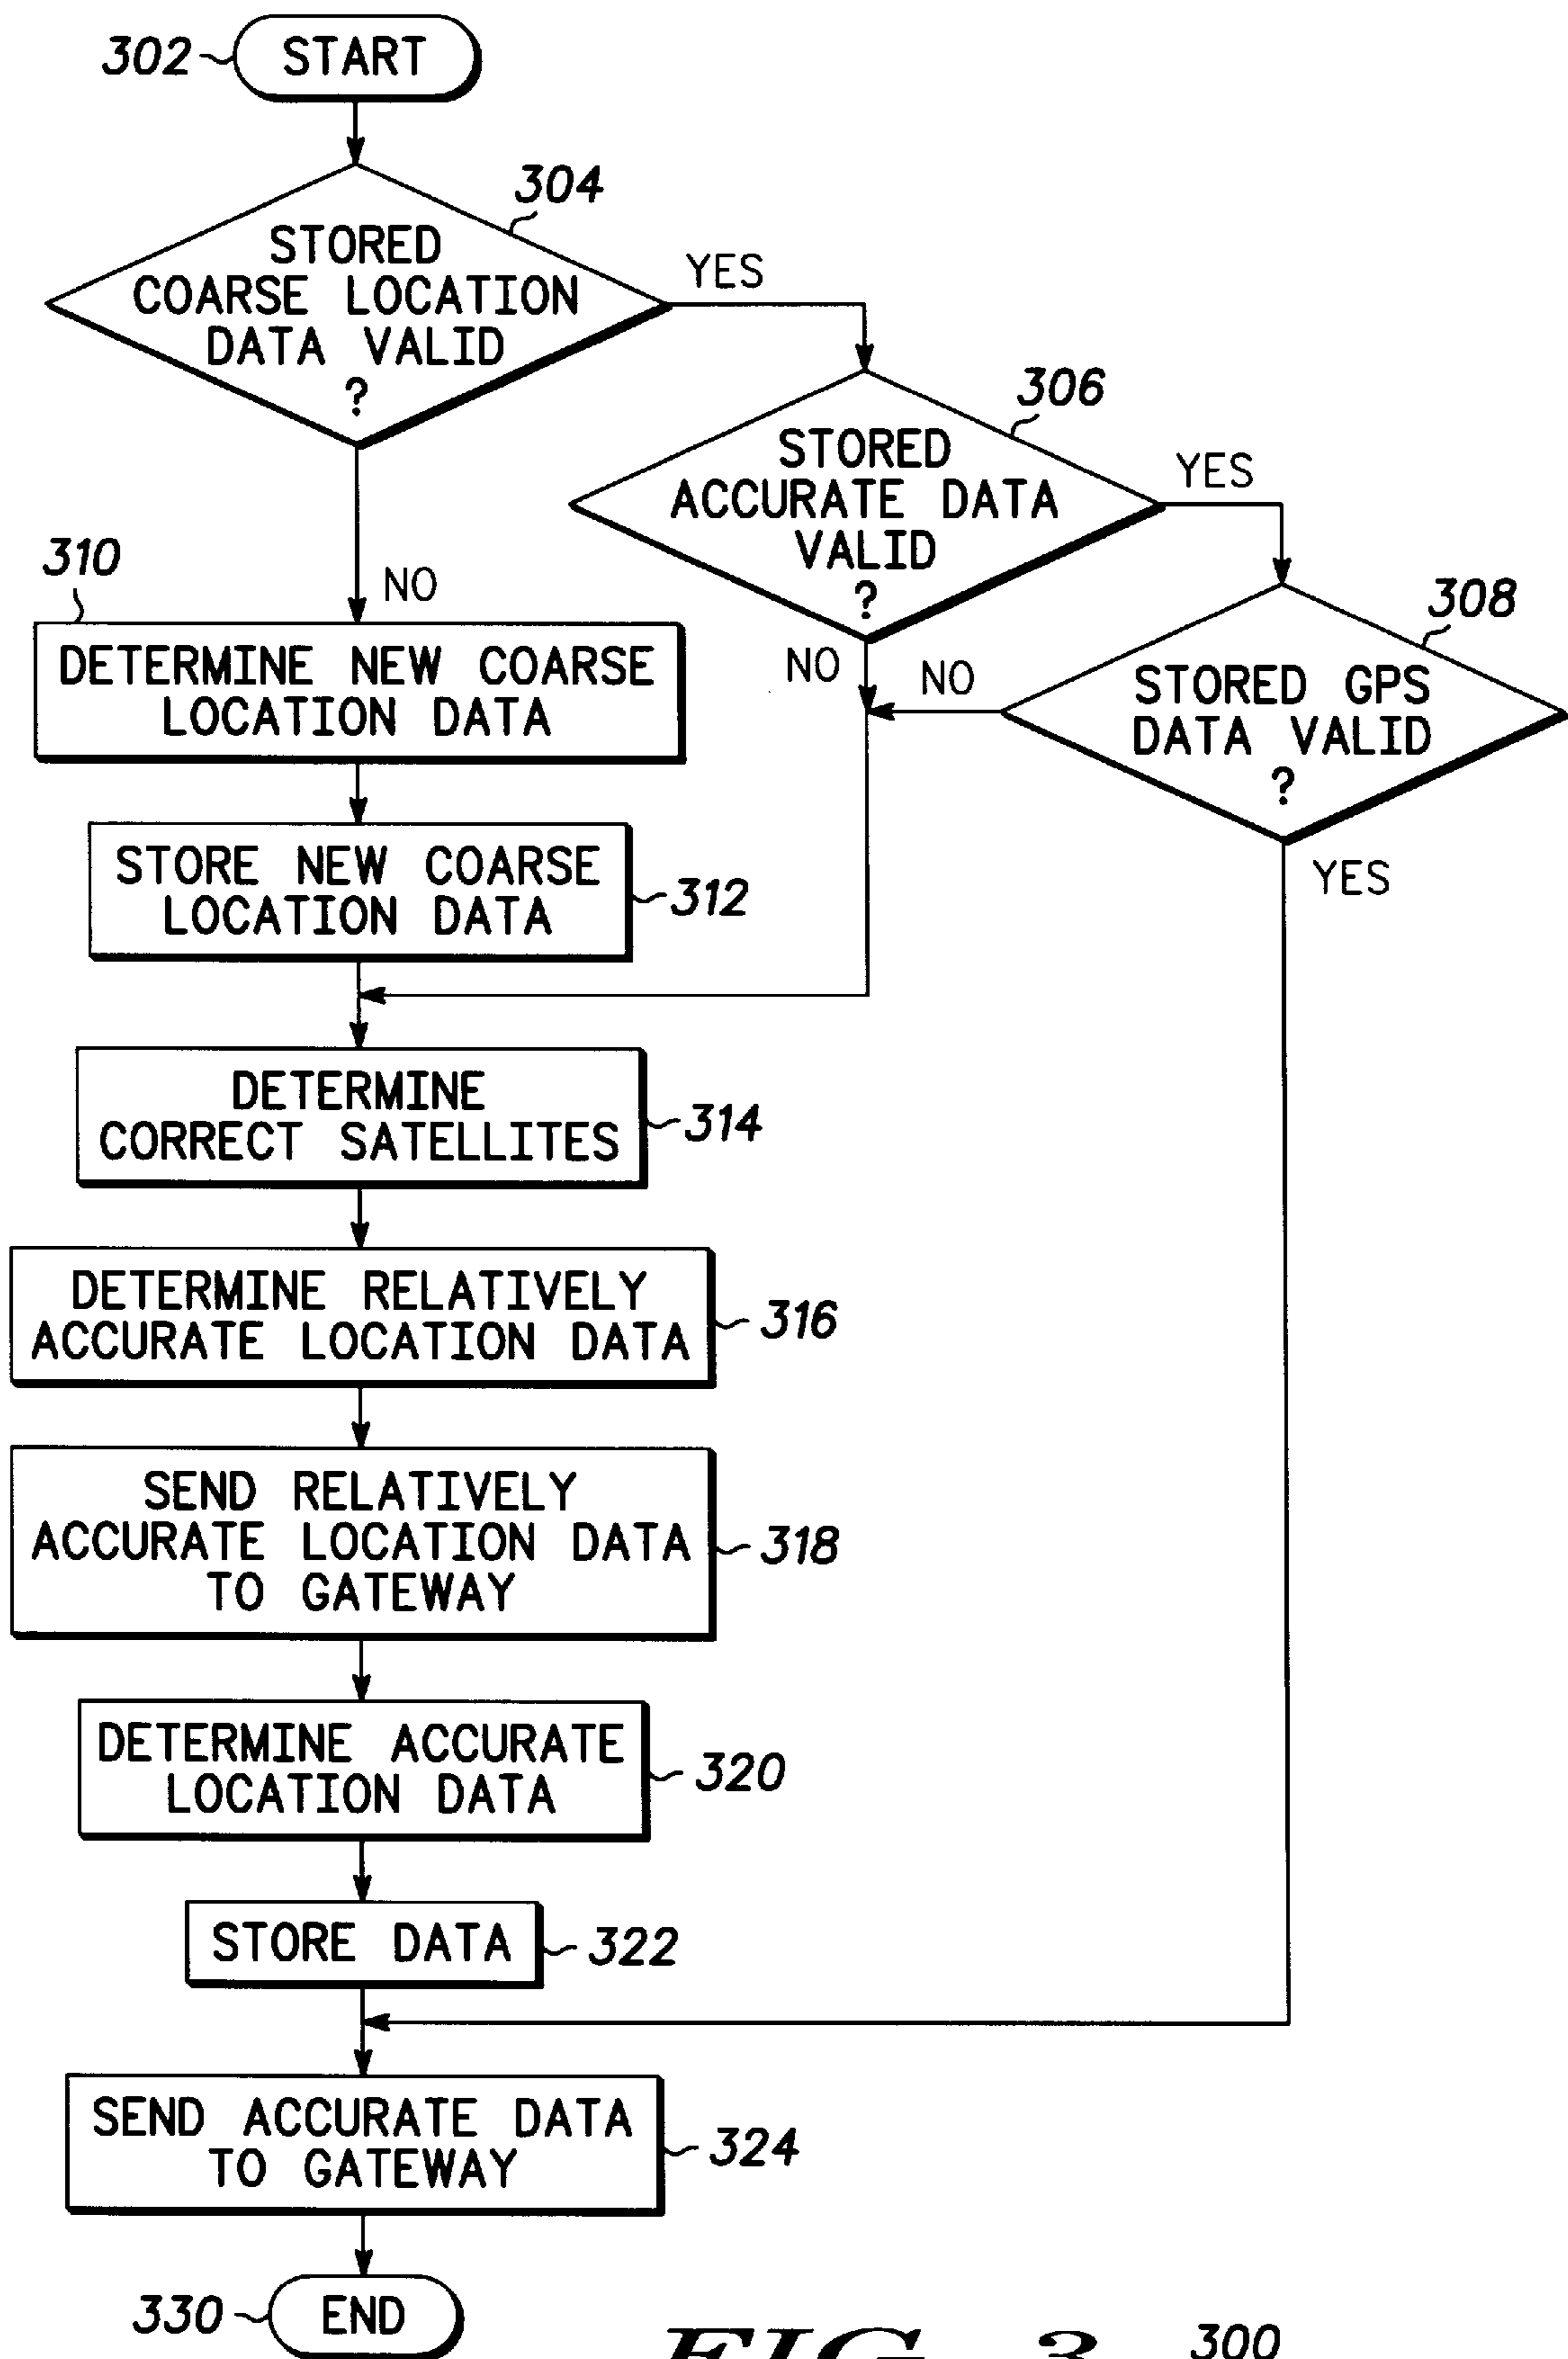 302
START
304
STORED
COARSE LOCATION
DATA VALID
?
YES
306
STORED
ACCURATE DATA
VALID
?
YES
308
STORED GPS
DATA VALID
?
NO
NO
YES
310
NO
DETERMINE NEW COARSE
LOCATION DATA
STORE NEW COARSE
LOCATION DATA
312
DETERMINE
CORRECT SATELLITES
314
DETERMINE RELATIVELY
ACCURATE LOCATION DATA
316
SEND RELATIVELY
ACCURATE LOCATION DATA
TO GATEWAY
318
DETERMINE ACCURATE
LOCATION DATA
320
STORE DATA
322
SEND ACCURATE DATA
TO GATEWAY
324
330
END
FIG. 3
300